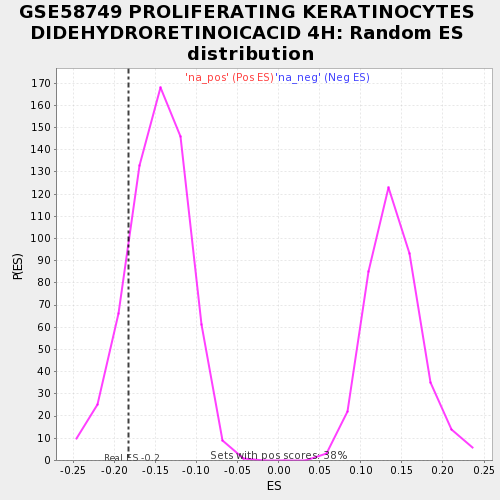 GSE58749 PROLIFERATING KERATINOCYTES
DIDEHYDRORETINOICACID 4H: Random ES
distribution
'na_pos' (Pos ES) 'na_neg' (Neg ES)
170
160
150
140
130
120
110
100
90
80
70
60
50
40
30
20
10
0
P(ES)
Real ES -0.2
Sets with pos scores: 38%
-0.25 -0.20 -0.15 -0.10 -0.05 0.00 0.05 0.10 0.15 0.20 0.25
ES